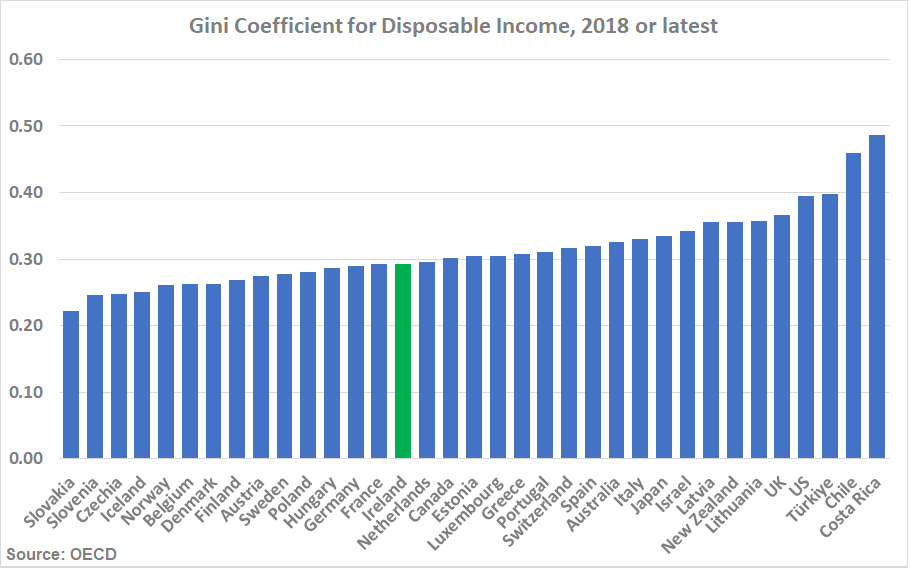 Gini Coefficient for Disposable Income, 2018 or latest
0.60
0.50
0.40
0.30
0.20
0.10
0.00
Slovakia
Slovenia
Czechia
Iceland
Norway
Belgium
Denmark
Finland
Austria
Sweden
Poland
Hungary
Germany
France
Ireland
Netherlands
Canada
Estonia
Luxembourg
Greece
Portugal
Switzerland
Spain
Australia
Italy
Japan
Israel
Latvia
New Zealand
Lithuania
UK
US
Türkiye
Chile
Costa Rica
Source: OECD